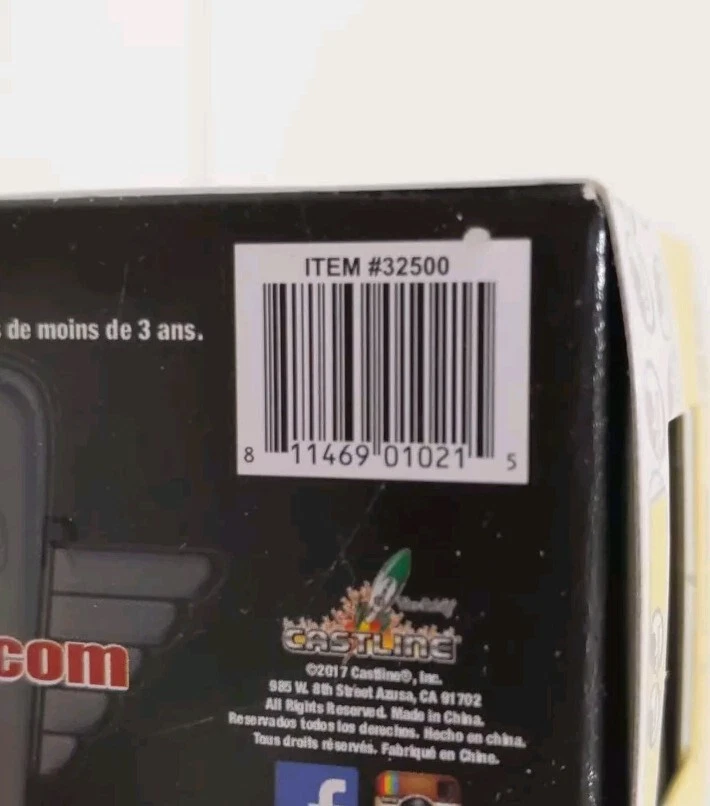 ITEM #32500
de moins de 3 ans.
8 11469 01021 5
CASTLINE
com
©2017 Castline®, Inc.
985 W. 8th Street Azusa, CA 91702
All Rights Reserved. Made in China.
Reservados todos los derechos. Hecho en china.
Tous droits réservés. Fabriqué en Chine.
f